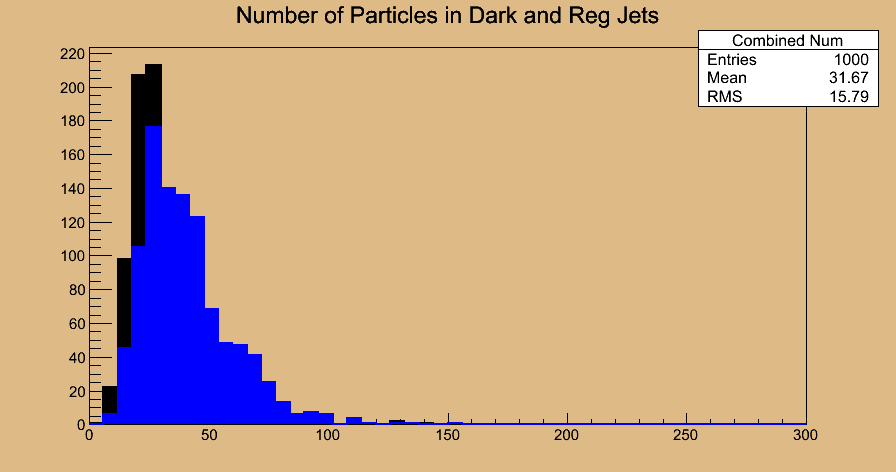 Number of Particles in Dark and Reg Jets
Combined Num
Entries 1000
Mean 31.67
RMS 15.79
220
200
180
160
140
120
100
80
60
40
20
0
0 50 100 150 200 250 300